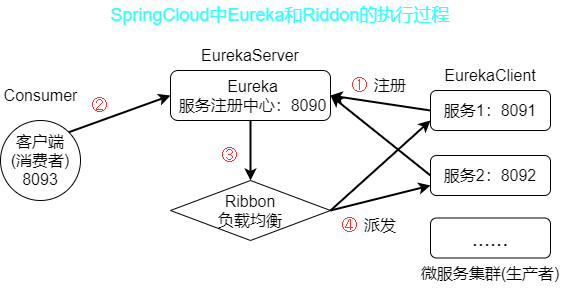 SpringCloud中Eureka和Riddon的执行过程
EurekaServer
Consumer
②
Eureka
服务注册中心：8090
① 注册
EurekaClient
服务1：8091
客户端
(消费者)
8093
③
服务2：8092
Ribbon
负载均衡
④ 派发
……
微服务集群(生产者)